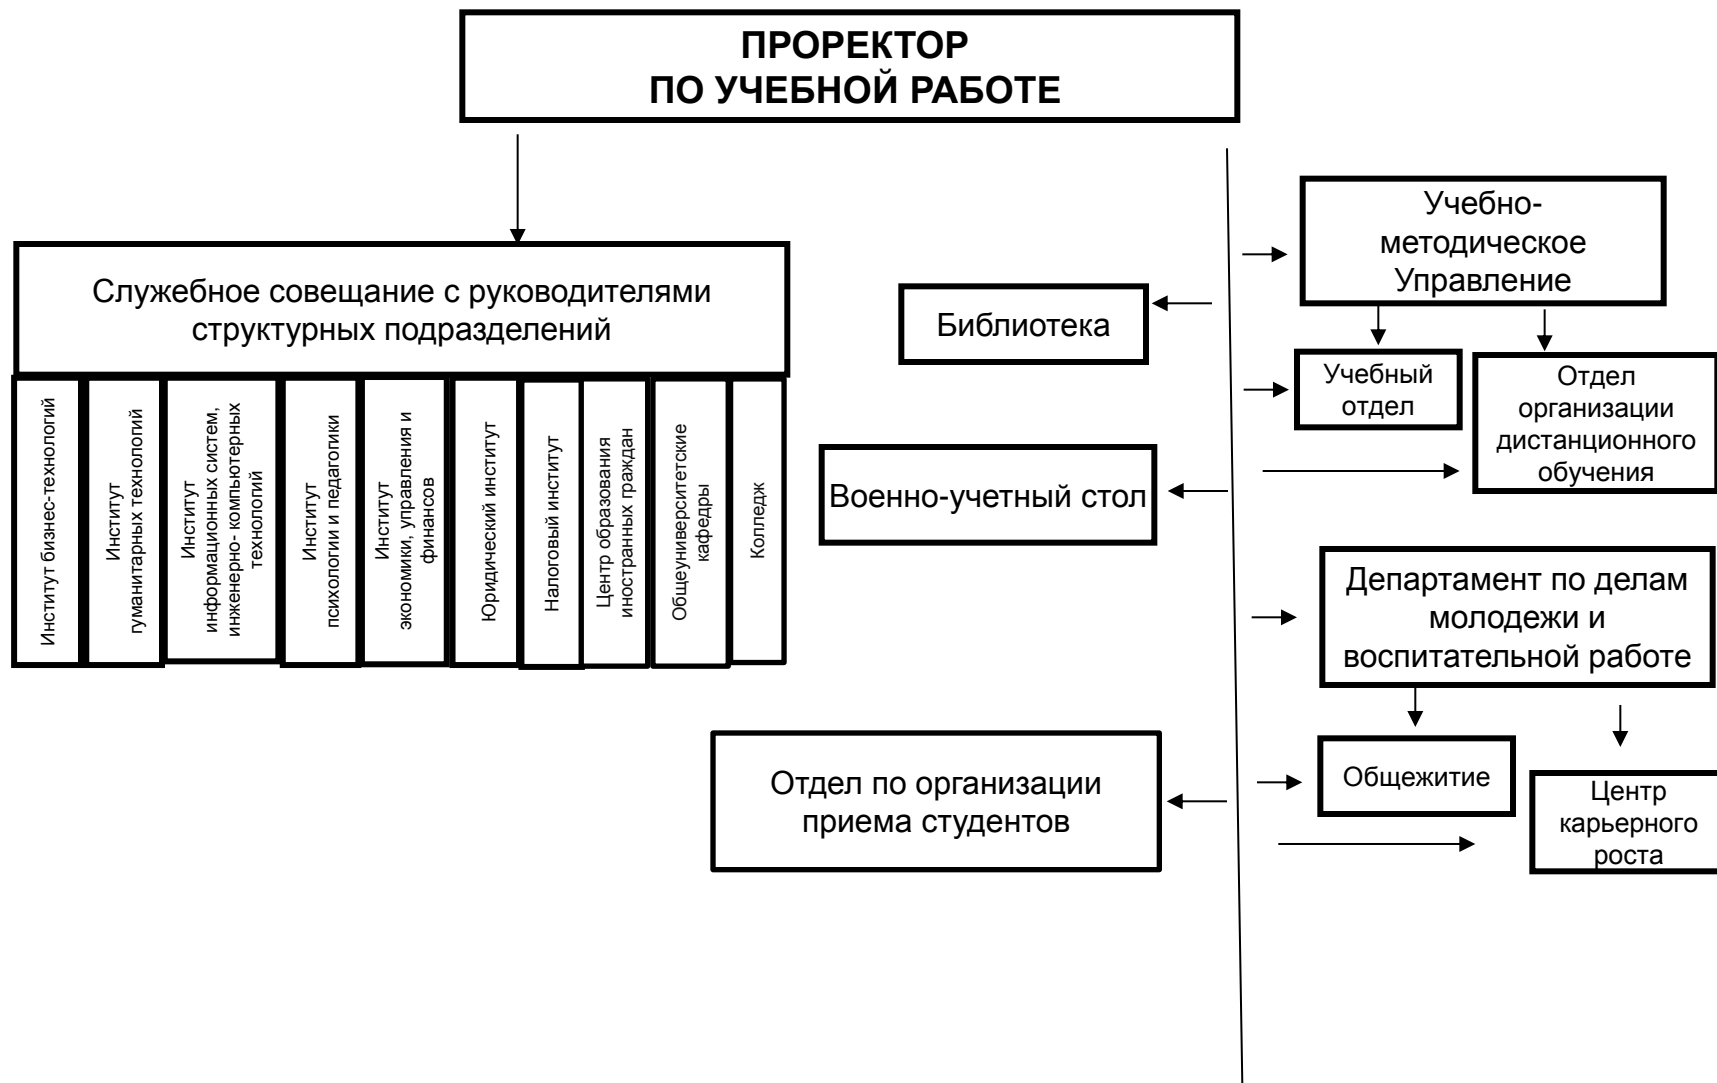 ПРОРЕКТОР
ПО УЧЕБНОЙ РАБОТЕ
Служебное совещание с руководителями
структурных подразделений
Институт бизнес-технологий
Институт
гуманитарных технологий
Институт
информационных систем,
инженерно- компьютерных
технологий
Институт
психологии и педагогики
Институт
экономики, управления и
финансов
Юридический институт
Налоговый институт
Центр образования
иностранных граждан
Общеуниверситетские
кафедры
Колледж
Библиотека
Военно-учетный стол
Отдел по организации
приема студентов
Учебно-
методическое
Управление
Учебный
отдел
Отдел
организации
дистанционного
обучения
Департамент по делам
молодежи и
воспитательной работе
Общежитие
Центр
карьерного
роста